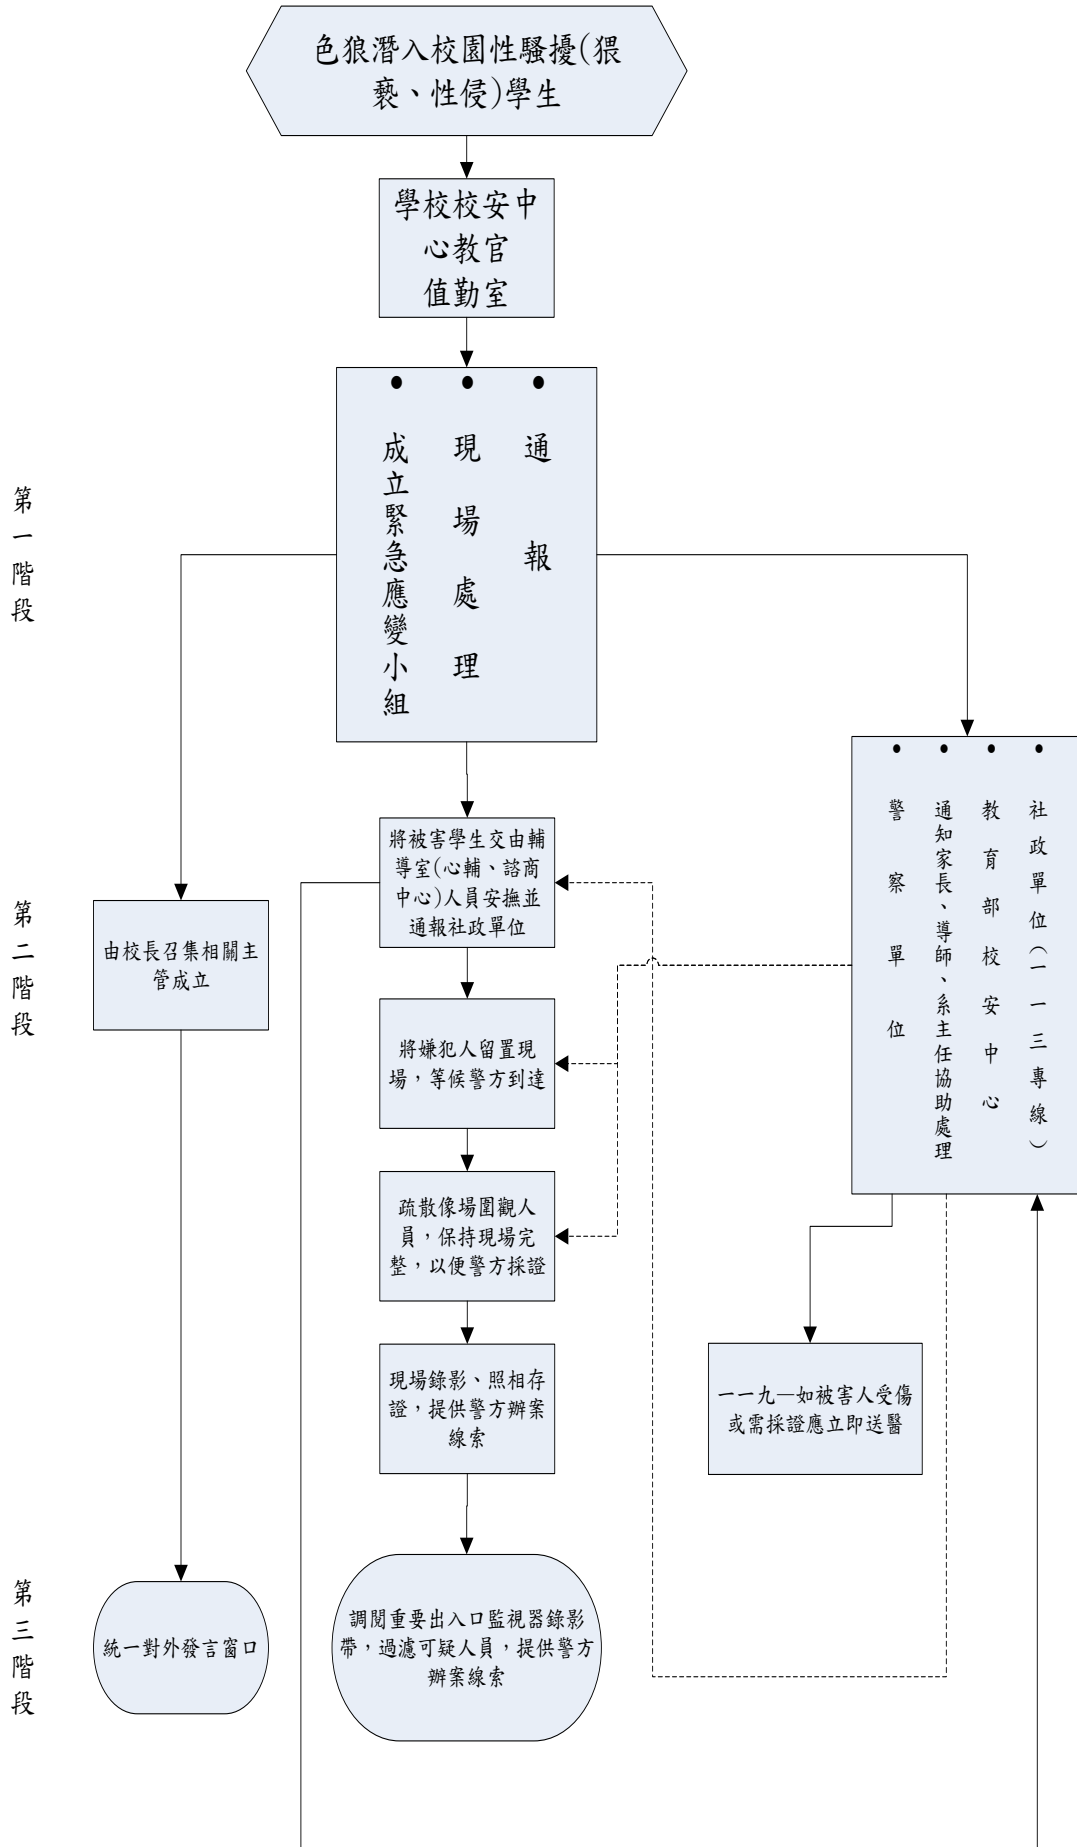 色狼潛入校園性騷擾(猥
褻、性侵)學生
學校校安中
心教官
值勤室
● 通報
● 現場處理
● 成立緊急應變小組
第一階段
● 社政單位(一一三專線)
● 教育部校安中心
● 通知家長、導師、系主任協助處理
● 警察單位
將被害學生交由輔
導室(心輔、諮商
中心)人員安撫並
通報社政單位
第二階段
由校長召集相關主
管成立
將嫌犯人留置現
場，等候警方到達
疏散像場圍觀人
員，保持現場完
整，以便警方採證
現場錄影、照相存
證，提供警方辦案
線索
一一九—如被害人受傷
或需採證應立即送醫
第三階段
統一對外發言窗口
調閱重要出入口監視器錄影
帶，過濾可疑人員，提供警方
辦案線索